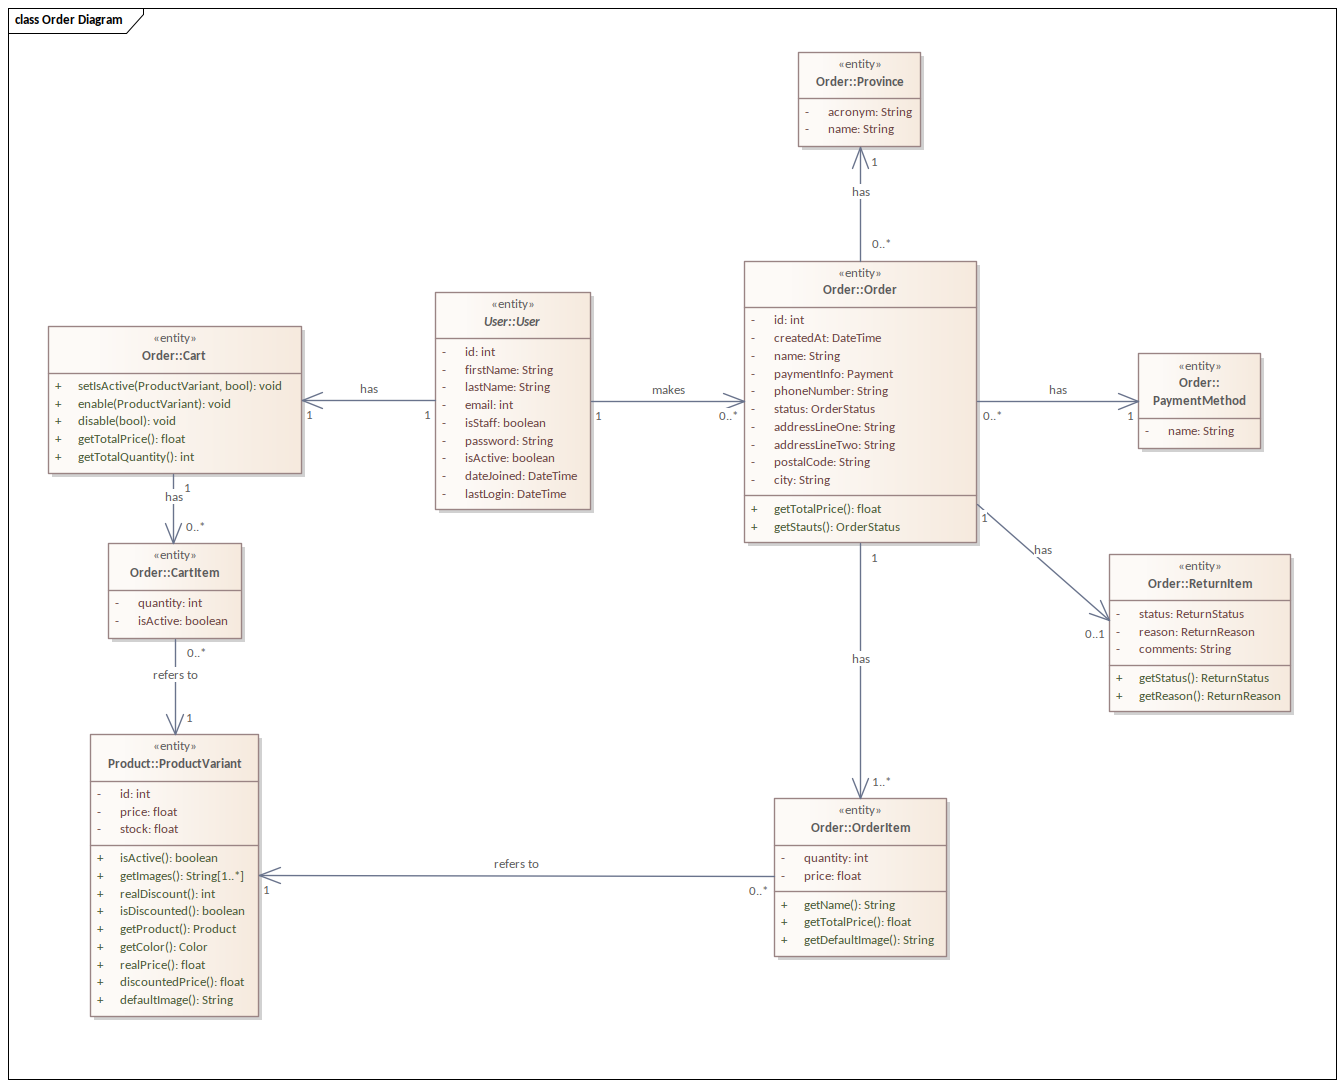 class Order Diagram
«entity»
Order::Province
- acronym: String
- name: String
1
has
0..*
«entity»
Order::Order
- id: int
- createdAt: DateTime
- name: String
- paymentInfo: Payment
- phoneNumber: String
- status: OrderStatus
- addressLineOne: String
- addressLineTwo: String
- postalCode: String
- city: String
+ getTotalPrice(): float
+ getStauts(): OrderStatus
«entity»
User::User
- id: int
- firstName: String
- lastName: String
- email: int
- isStaff: boolean
- password: String
- isActive: boolean
- dateJoined: DateTime
- lastLogin: DateTime
«entity»
Order::Cart
+ setIsActive(ProductVariant, bool): void
+ enable(ProductVariant): void
+ disable(bool): void
+ getTotalPrice(): float
+ getTotalQuantity(): int
has
1
1
makes
1
0..*
has
0..*
1
«entity»
Order::
PaymentMethod
- name: String
1
has
0..*
«entity»
Order::CartItem
- quantity: int
- isActive: boolean
0..*
refers to
1
1
has
0..1
«entity»
Order::ReturnItem
- status: ReturnStatus
- reason: ReturnReason
- comments: String
+ getStatus(): ReturnStatus
+ getReason(): ReturnReason
1
has
1..*
«entity»
Product::ProductVariant
- id: int
- price: float
- stock: float
+ isActive(): boolean
+ getImages(): String[1..*]
+ realDiscount(): int
+ isDiscounted(): boolean
+ getProduct(): Product
+ getColor(): Color
+ realPrice(): float
+ discountedPrice(): float
+ defaultImage(): String
refers to
1
0..*
«entity»
Order::OrderItem
- quantity: int
- price: float
+ getName(): String
+ getTotalPrice(): float
+ getDefaultImage(): String